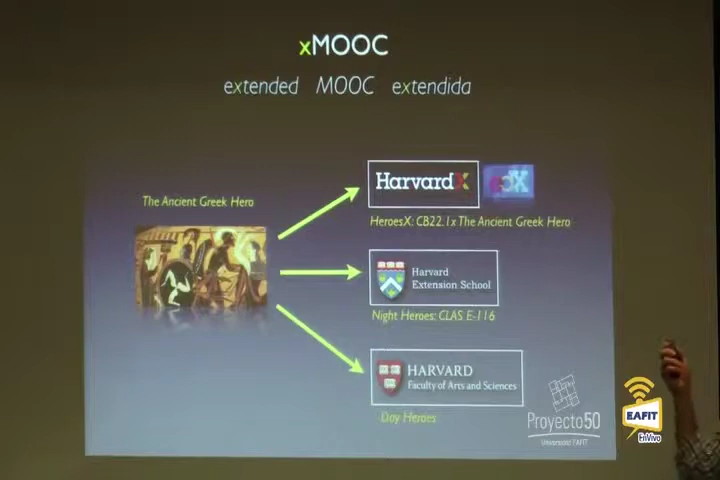 xMOOC
extended MOOC extendida
The Ancient Greek Hero
HarvardX
edX
HeroesX: CB22.1x The Ancient Greek Hero
Harvard
Extension School
Night Heroes: CLAS E-116
HARVARD
Faculty of Arts and Sciences
Day Heroes
Proyecto50
Universidad EAFIT
EAFIT
EnVivo